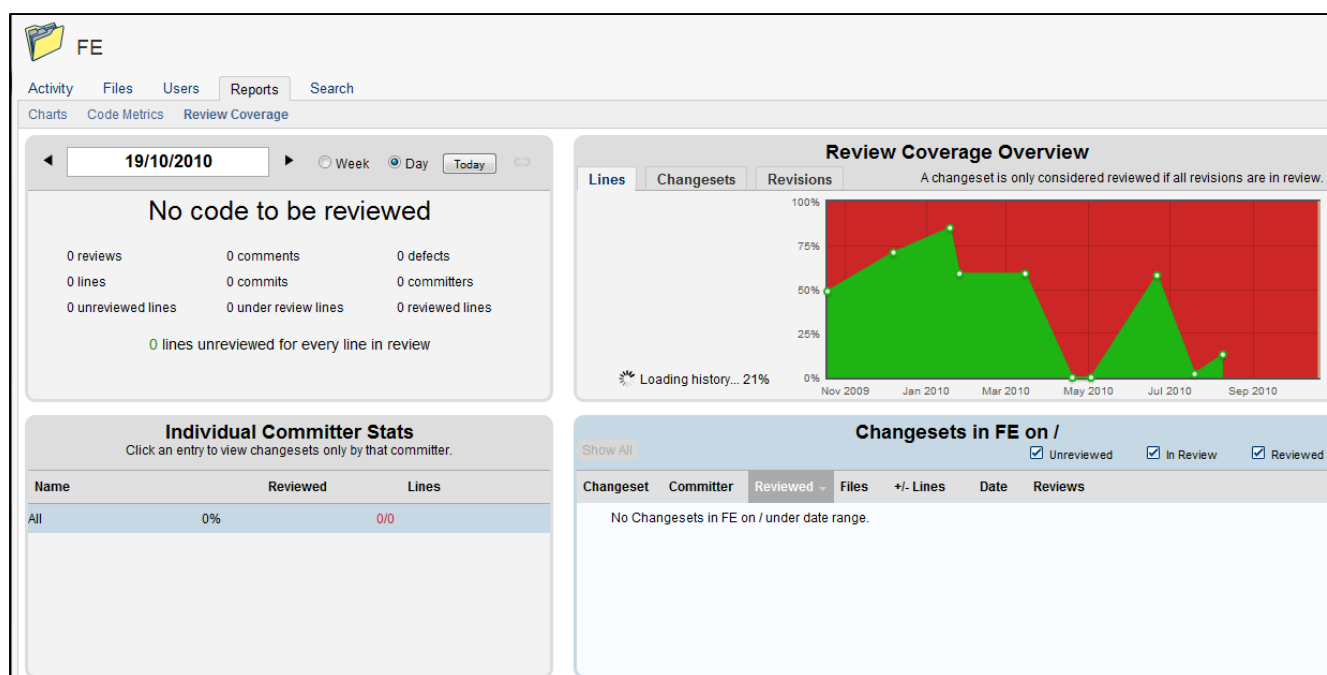 FE
Activity Files Users Reports Search
Charts Code Metrics Review Coverage
19/10/2010 Week Day Today
No code to be reviewed
0 reviews 0 comments 0 defects
0 lines 0 commits 0 committers
0 unreviewed lines 0 under review lines 0 reviewed lines
0 lines unreviewed for every line in review
Review Coverage Overview
Lines Changesets Revisions A changeset is only considered reviewed if all revisions are in review.
100%
75%
50%
25%
0%
Loading history... 21%
Nov 2009 Jan 2010 Mar 2010 May 2010 Jul 2010 Sep 2010
Individual Committer Stats
Click an entry to view changesets only by that committer.
Name Reviewed Lines
All 0% 0/0
Changesets in FE on /
Show All Unreviewed In Review Reviewed
Changeset Committer Reviewed Files +/- Lines Date Reviews
No Changesets in FE on / under date range.